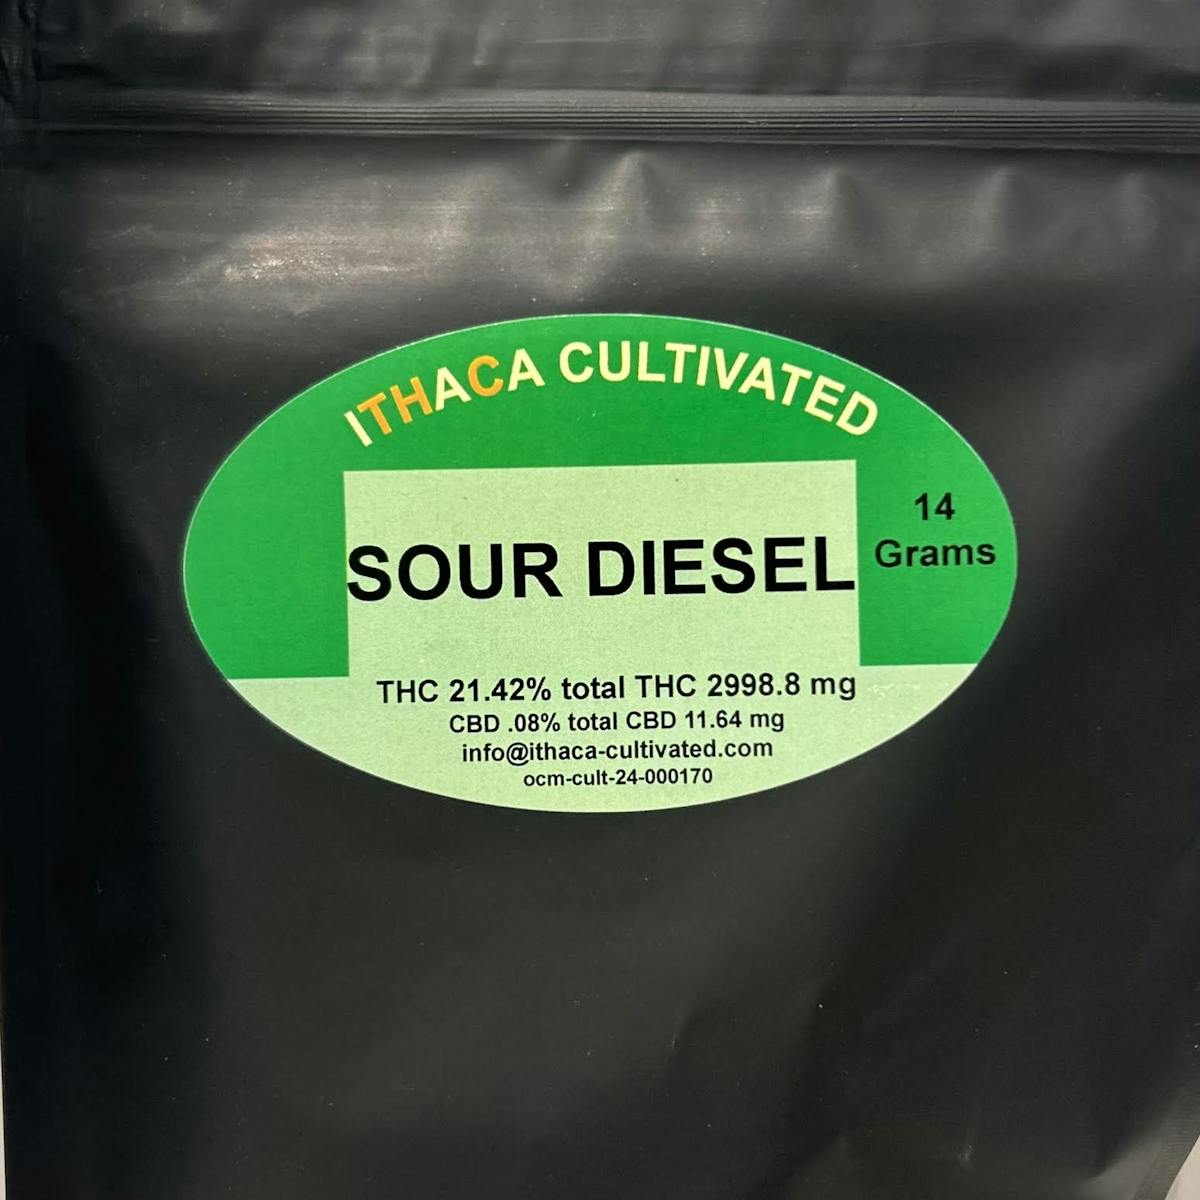 ITHACA CULTIVATED
14
Grams
SOUR DIESEL
THC 21.42% total THC 2998.8 mg
CBD .08% total CBD 11.64 mg
info@ithaca-cultivated.com
ocm-cult-24-000170